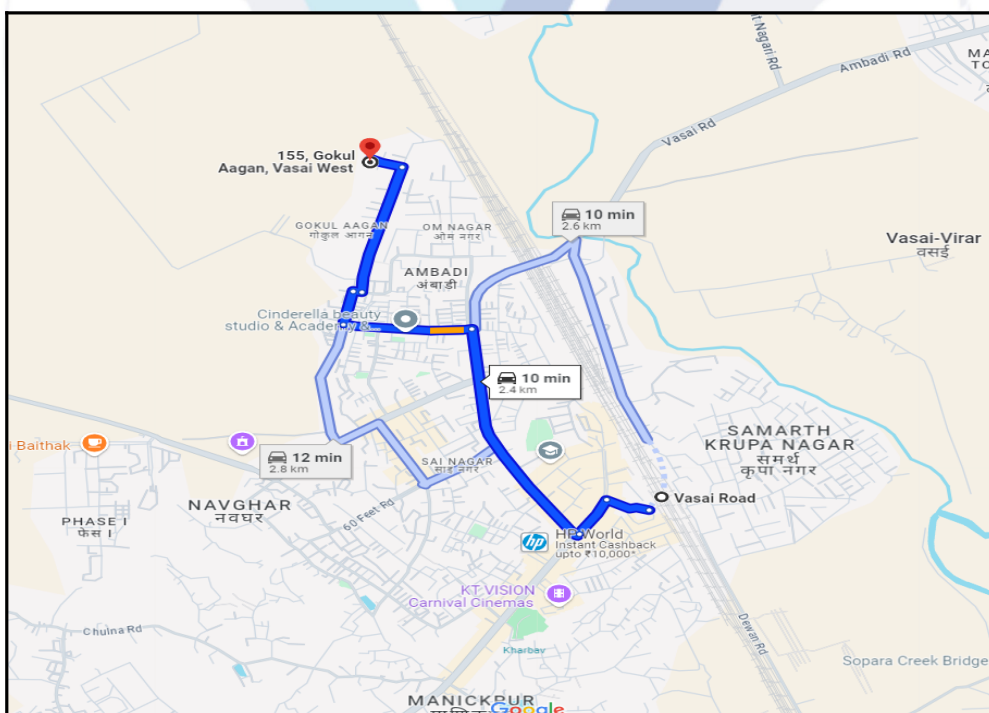 Ambadi Rd
Vasai Rd
155, Gokul
Aagan, Vasai West
10 min
2.6 km
GOKUL AAGAN
गोकुल आगन
OM NAGAR
ओम नगर
Vasai-Virar
वसई
AMBADI
अंबाडी
Cinderella beauty
studio & Academy &...
10 min
2.4 km
i Baithak
12 min
2.8 km
SAI NAGAR
साई नगर
SAMARTH
KRUPA NAGAR
समर्थ
कृपा नगर
NAVGHAR
नवघर
60 Feet Rd
Vasai Road
PHASE I
फेस I
hp
HP World
Instant Cashback
upto ₹10,000*
KT VISION
Carnival Cinemas
Chulna Rd
Dewan Rd
Kharbav
Sopara Creek Bridge
MANICKPUR
Google